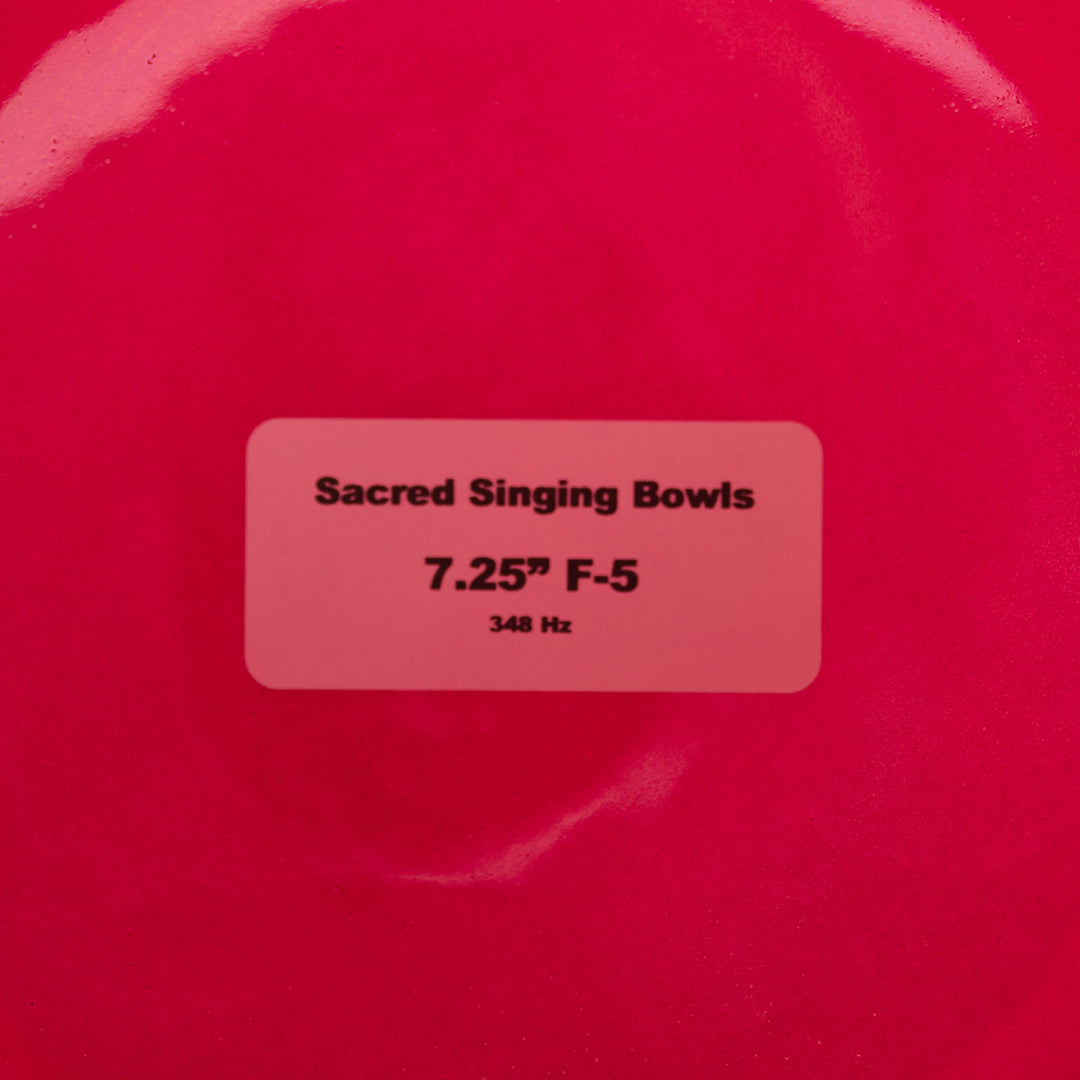 Sacred Singing Bowls
7.25” F-5
348 Hz